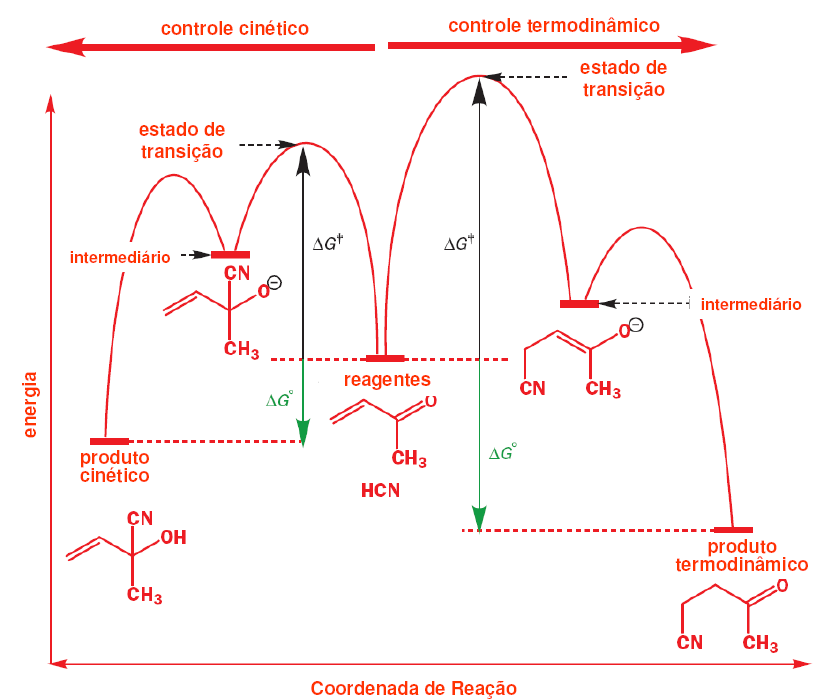 controle cinético
controle termodinâmico
estado de
transição
estado de
transição
ΔG‡
ΔG‡
intermediário
CN
O⊖
CH3
intermediário
O⊖
CN
CH3
reagentes
ΔG°
O
CH3
HCN
ΔG°
energia
produto
cinético
CN
OH
CH3
produto
termodinâmico
O
CN
CH3
Coordenada de Reação